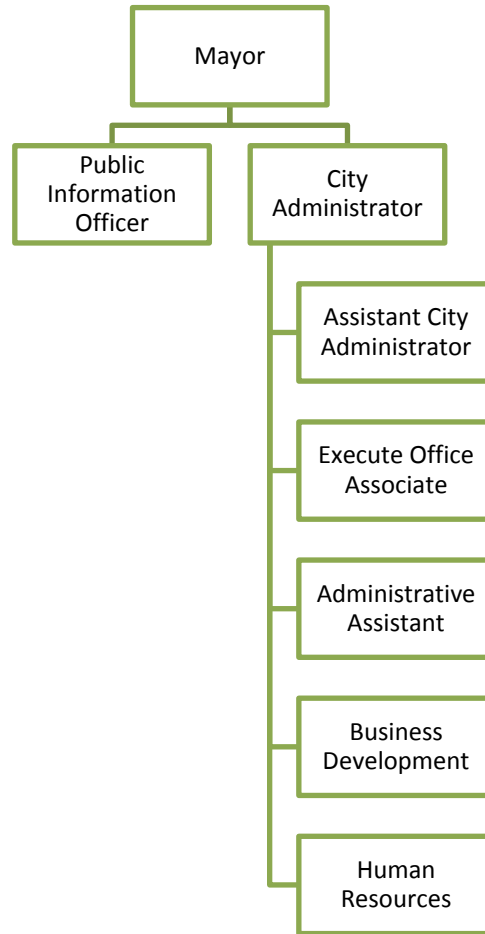 Mayor
Public
Information
Officer
City
Administrator
Assistant City
Administrator
Execute Office
Associate
Administrative
Assistant
Business
Development
Human
Resources